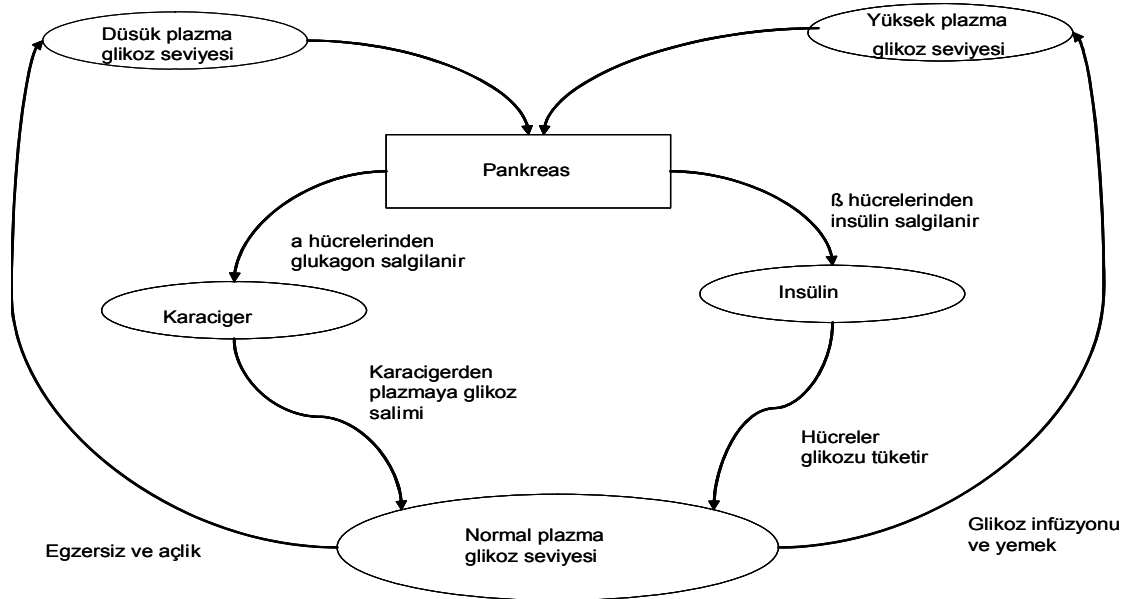 Düsük plazma
glikoz seviyesi
Yüksek plazma
glikoz seviyesi
Pankreas
a hücrelerinden
glukagon salgilanir
ß hücrelerinden
insülin salgilanir
Karaciger
Insülin
Karacigerden
plazmaya glikoz
salimi
Hücreler
glikozu tüketir
Normal plazma
glikoz seviyesi
Egzersiz ve açlik
Glikoz infüzyonu
ve yemek